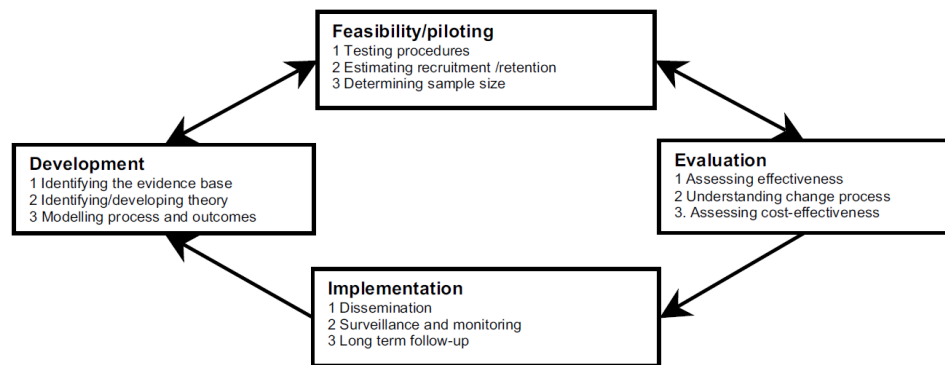 Feasibility/piloting
1 Testing procedures
2 Estimating recruitment /retention
3 Determining sample size
Development
1 Identifying the evidence base
2 Identifying/developing theory
3 Modelling process and outcomes
Evaluation
1 Assessing effectiveness
2 Understanding change process
3. Assessing cost-effectiveness
Implementation
1 Dissemination
2 Surveillance and monitoring
3 Long term follow-up